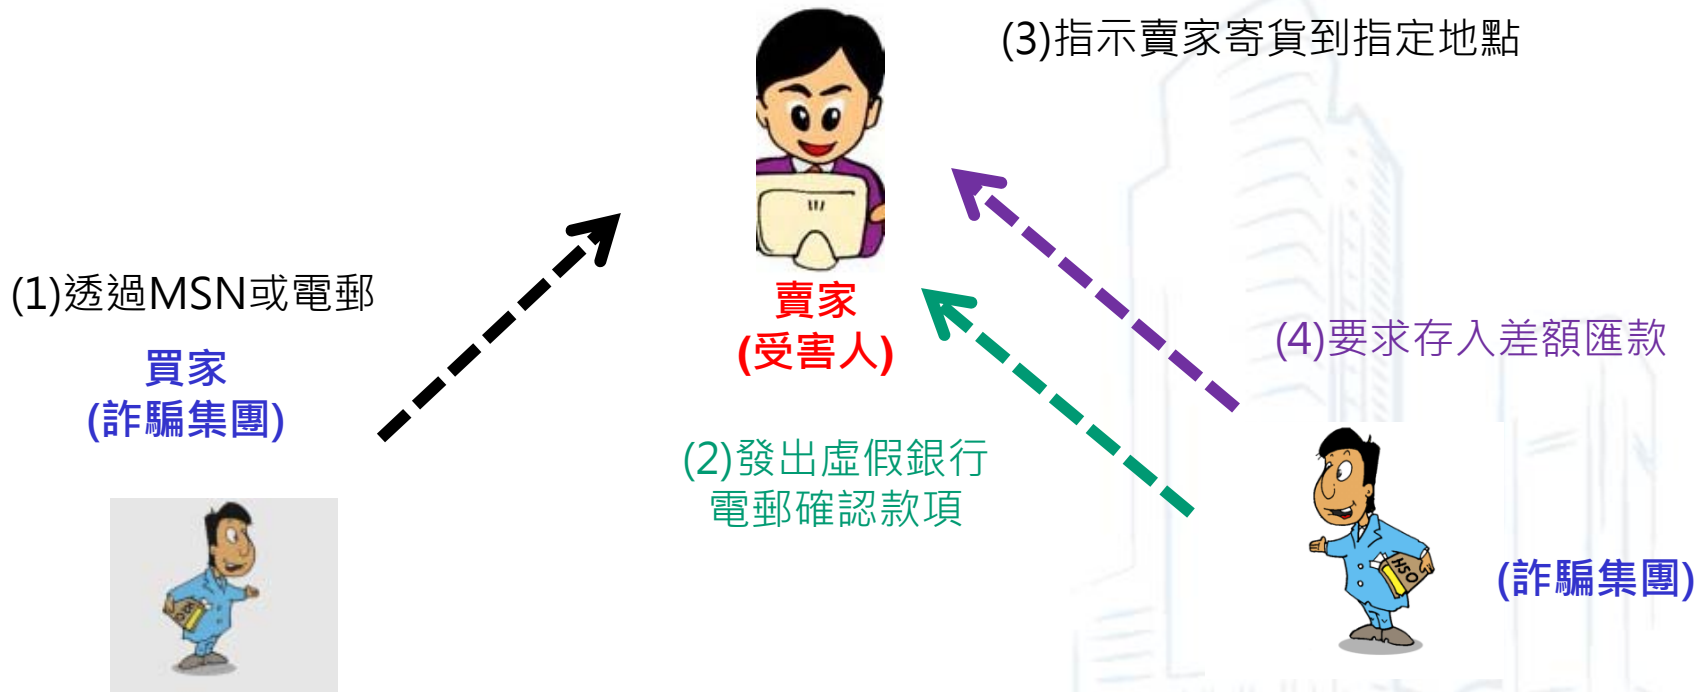 (3)指示賣家寄貨到指定地點
(1)透過MSN或電郵
買家
(詐騙集團)
賣家
(受害人)
(2)發出虛假銀行
電郵確認款項
(4)要求存入差額匯款
(詐騙集團)
HSO